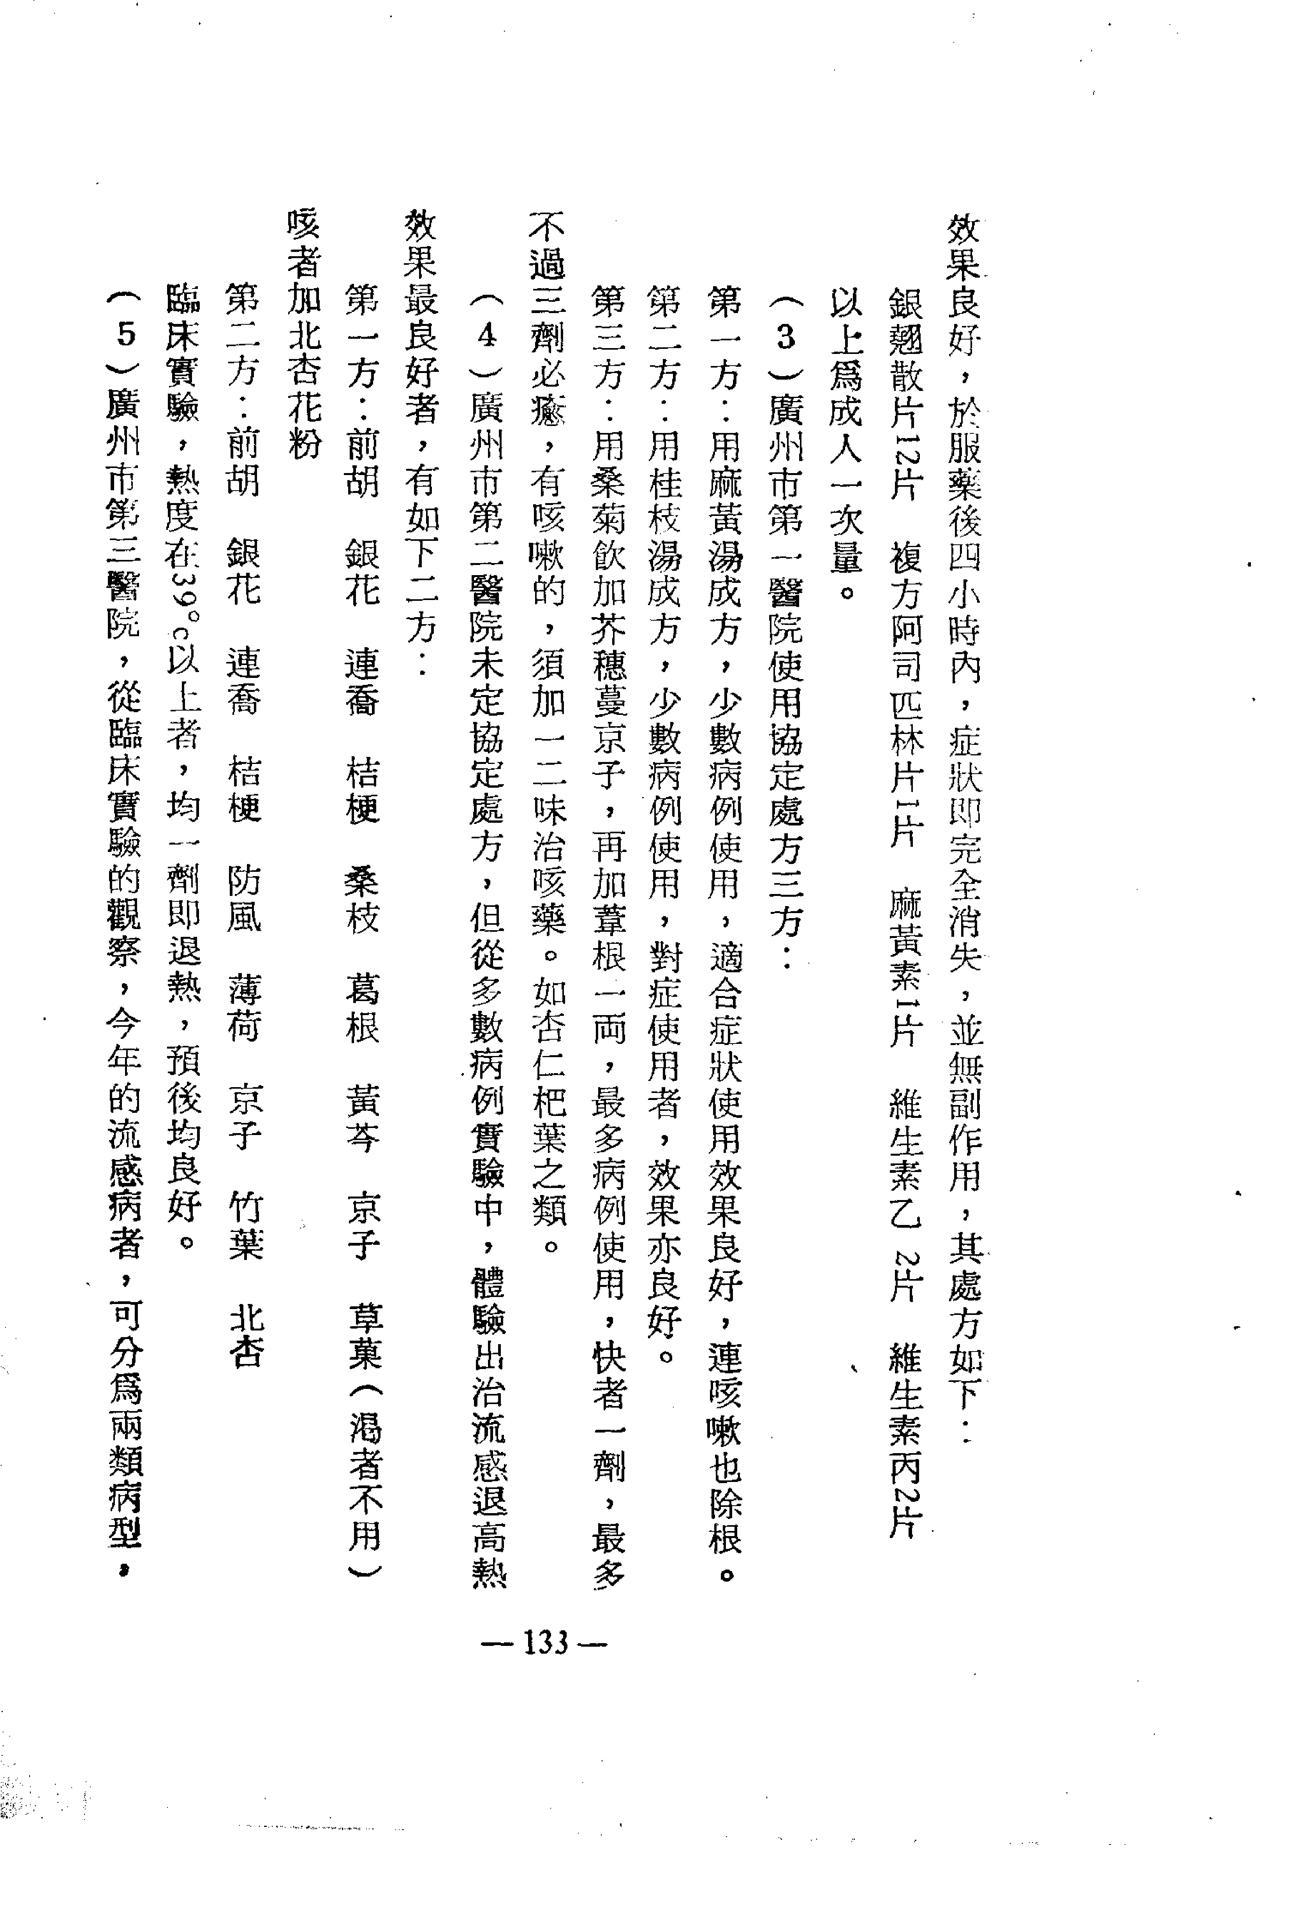 效果良好，於服藥後四小時內，症狀即完全消失，並無副作用，其處方如下：
銀翹散片12片　複方阿司匹林片1片　麻黃素1片　維生素乙 2片　維生素丙2片
以上爲成人一次量。
（3）廣州市第一醫院使用協定處方三方：
第一方：用麻黃湯成方，少數病例使用，適合症狀使用效果良好，連咳嗽也除根。
第二方：用桂枝湯成方，少數病例使用，對症使用者，效果亦良好。
第三方：用桑菊飲加芥穗蔓京子，再加葦根一両，最多病例使用，快者一劑，最多
不過三劑必癒，有咳嗽的，須加一二味治咳藥。如杏仁杷葉之類。
（4）廣州市第二醫院未定協定處方，但從多數病例實驗中，體驗出治流感退高熱
效果最良好者，有如下二方：
第一方：前胡　銀花　連喬　桔梗　桑枝　葛根　黃芩　京子　草菓（渴者不用）
咳者加北杏花粉
第二方：前胡　銀花　連喬　桔梗　防風　薄荷　京子　竹葉　北杏
臨床實驗，熱度在39°c以上者，均一劑即退熱，預後均良好。
（5）廣州市第三醫院，從臨床實驗的觀察，今年的流感病者，可分爲兩類病型，
—133—